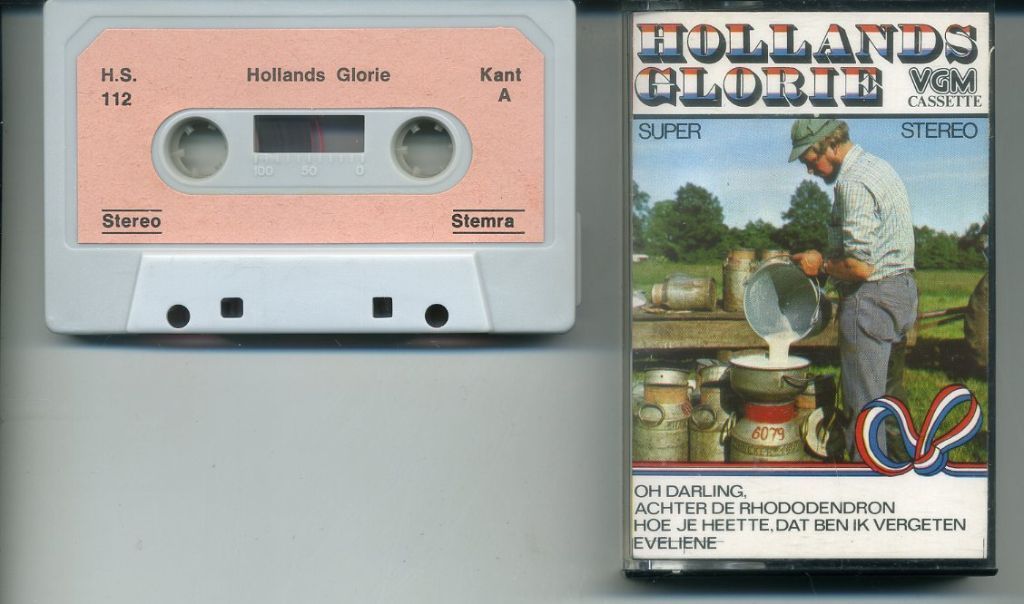 H.S.
112
Hollands Glorie
Kant
A
100 50 0
Stereo
Stemra
HOLLANDS
GLORIE
VGM
CASSETTE
SUPER STEREO
6079
OH DARLING,
ACHTER DE RHODODENDRON
HOE JE HEETTE, DAT BEN IK VERGETEN
EVELIENE